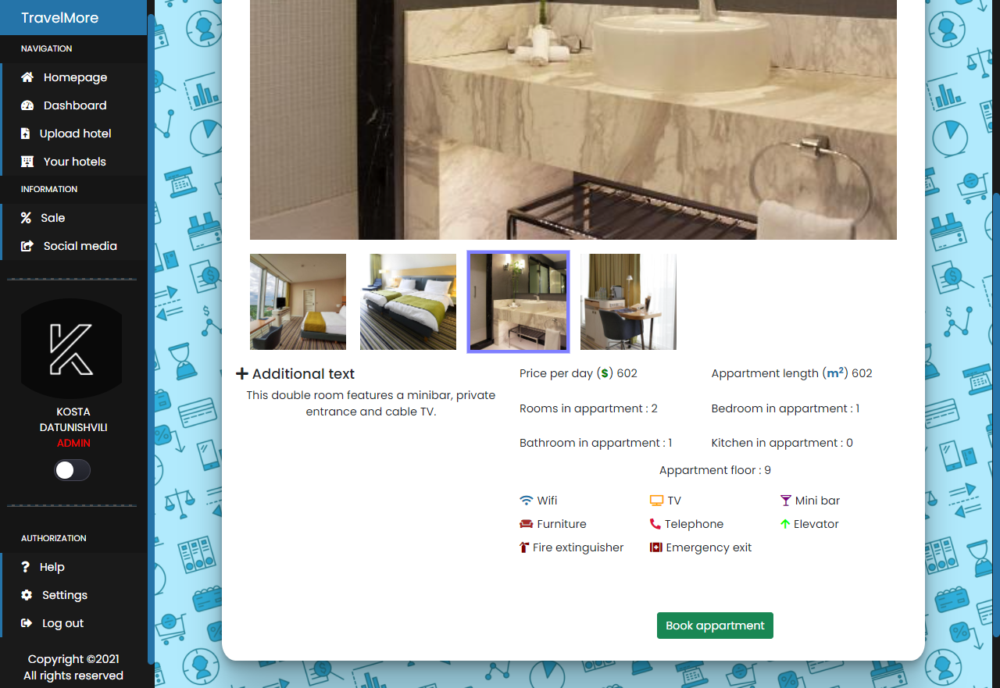 TravelMore
NAVIGATION
Homepage
Dashboard
Upload hotel
Your hotels
INFORMATION
Sale
Social media
KOSTA
DATUNISHVILI
ADMIN
AUTHORIZATION
Help
Settings
Log out
Copyright ©2021
All rights reserved
Additional text
This double room features a minibar, private
entrance and cable TV.
Price per day ($) 602
Appartment length (m²) 602
Rooms in appartment : 2
Bedroom in appartment : 1
Bathroom in appartment : 1
Kitchen in appartment : 0
Appartment floor : 9
Wifi
TV
Mini bar
Furniture
Telephone
Elevator
Fire extinguisher
Emergency exit
Book appartment